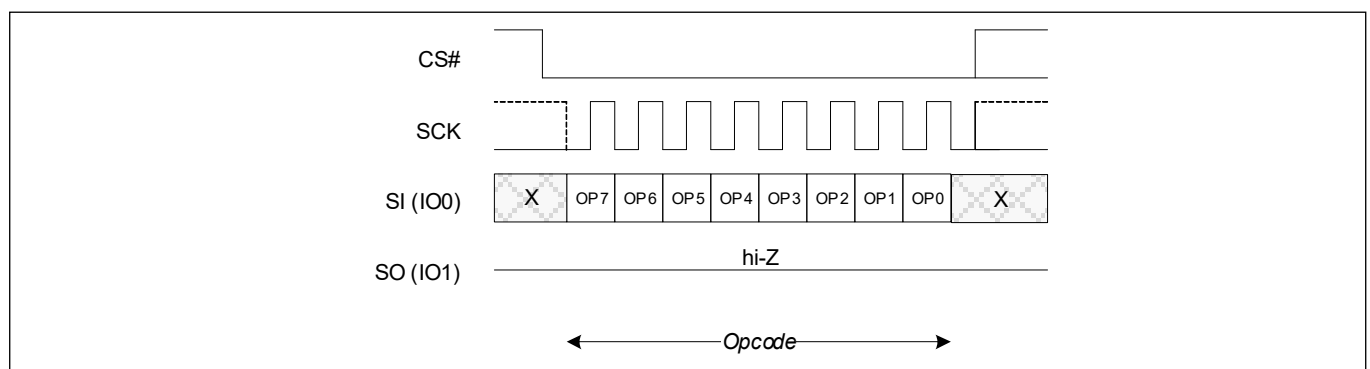 CS#
SCK
SI (IO0) X OP7 OP6 OP5 OP4 OP3 OP2 OP1 OP0 X
hi-Z
SO (IO1)
Opcode